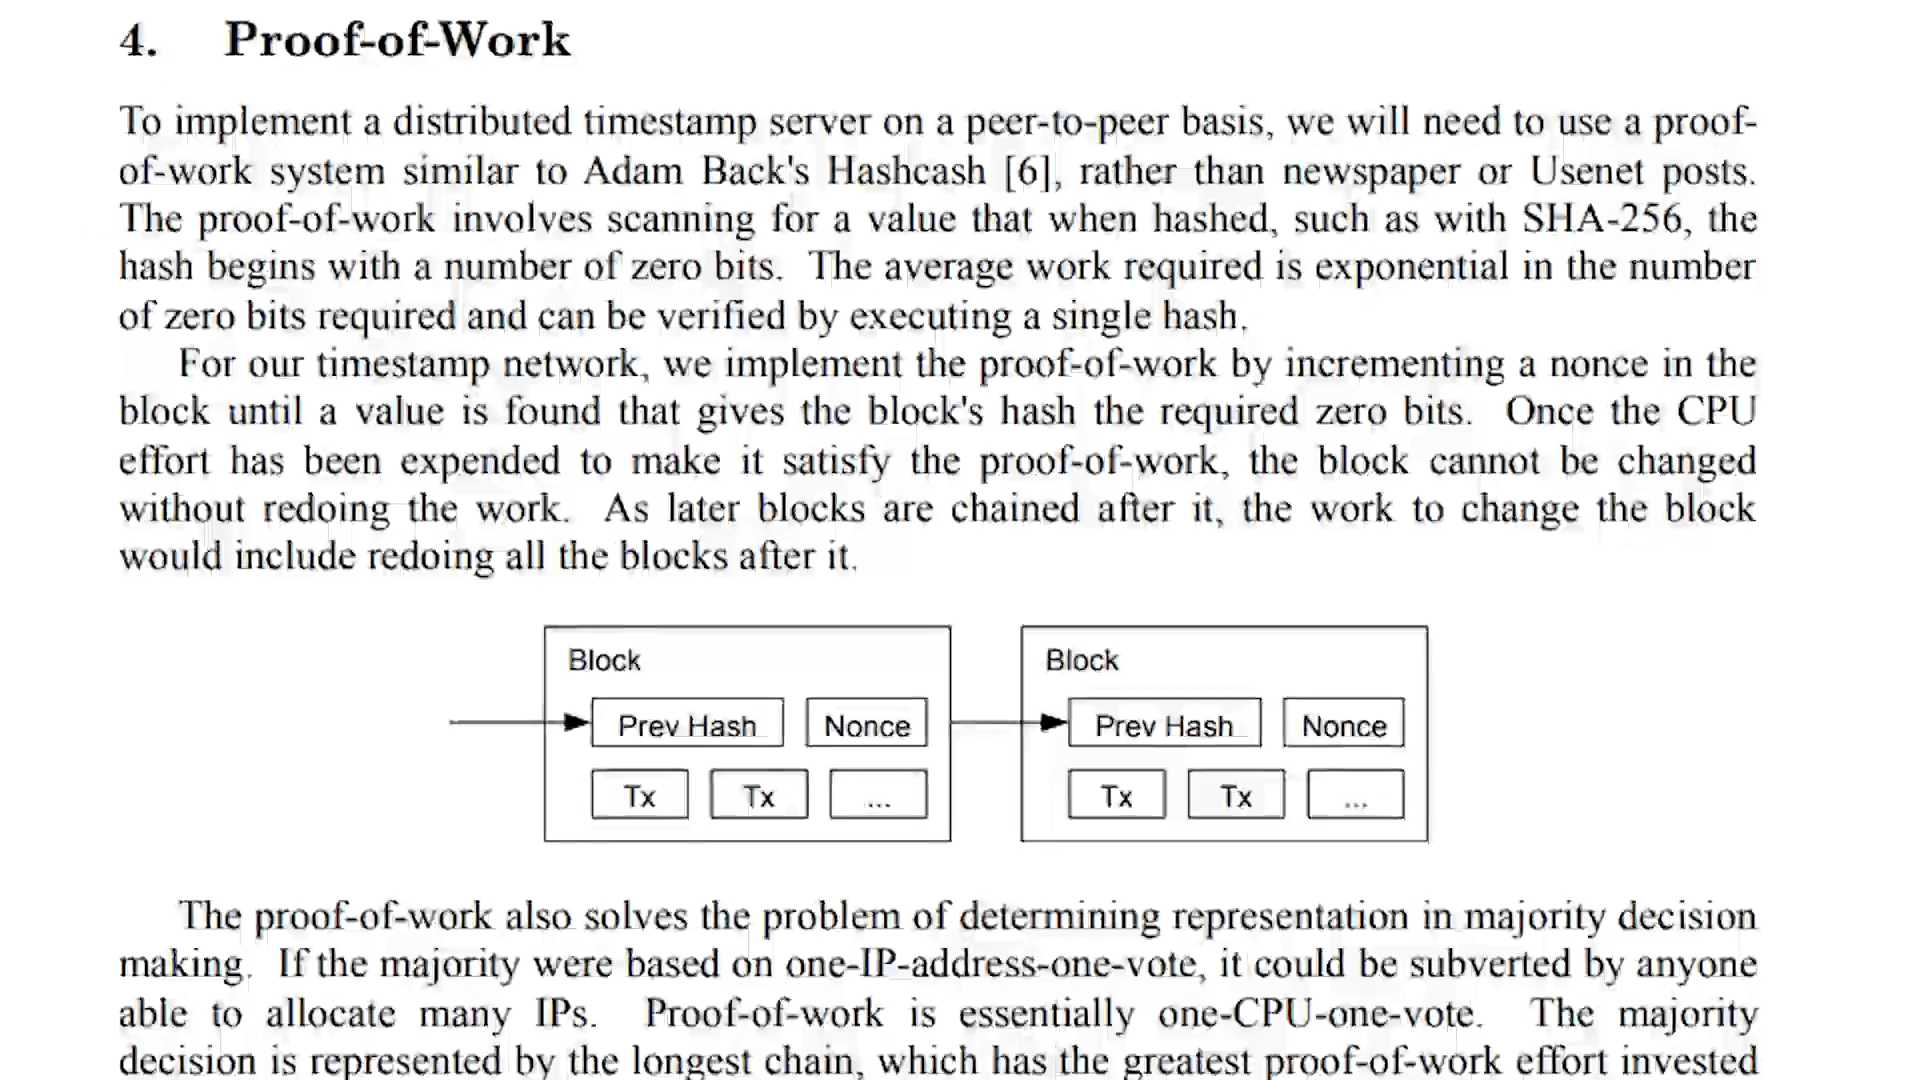 4. Proof-of-Work
To implement a distributed timestamp server on a peer-to-peer basis, we will need to use a proof-
of-work system similar to Adam Back's Hashcash [6], rather than newspaper or Usenet posts.
The proof-of-work involves scanning for a value that when hashed, such as with SHA-256, the
hash begins with a number of zero bits. The average work required is exponential in the number
of zero bits required and can be verified by executing a single hash.
For our timestamp network, we implement the proof-of-work by incrementing a nonce in the
block until a value is found that gives the block's hash the required zero bits. Once the CPU
effort has been expended to make it satisfy the proof-of-work, the block cannot be changed
without redoing the work. As later blocks are chained after it, the work to change the block
would include redoing all the blocks after it.
Block Block
Prev Hash Nonce Prev Hash Nonce
Tx Tx ... Tx Tx ...
The proof-of-work also solves the problem of determining representation in majority decision
making. If the majority were based on one-IP-address-one-vote, it could be subverted by anyone
able to allocate many IPs. Proof-of-work is essentially one-CPU-one-vote. The majority
decision is represented by the longest chain, which has the greatest proof-of-work effort invested